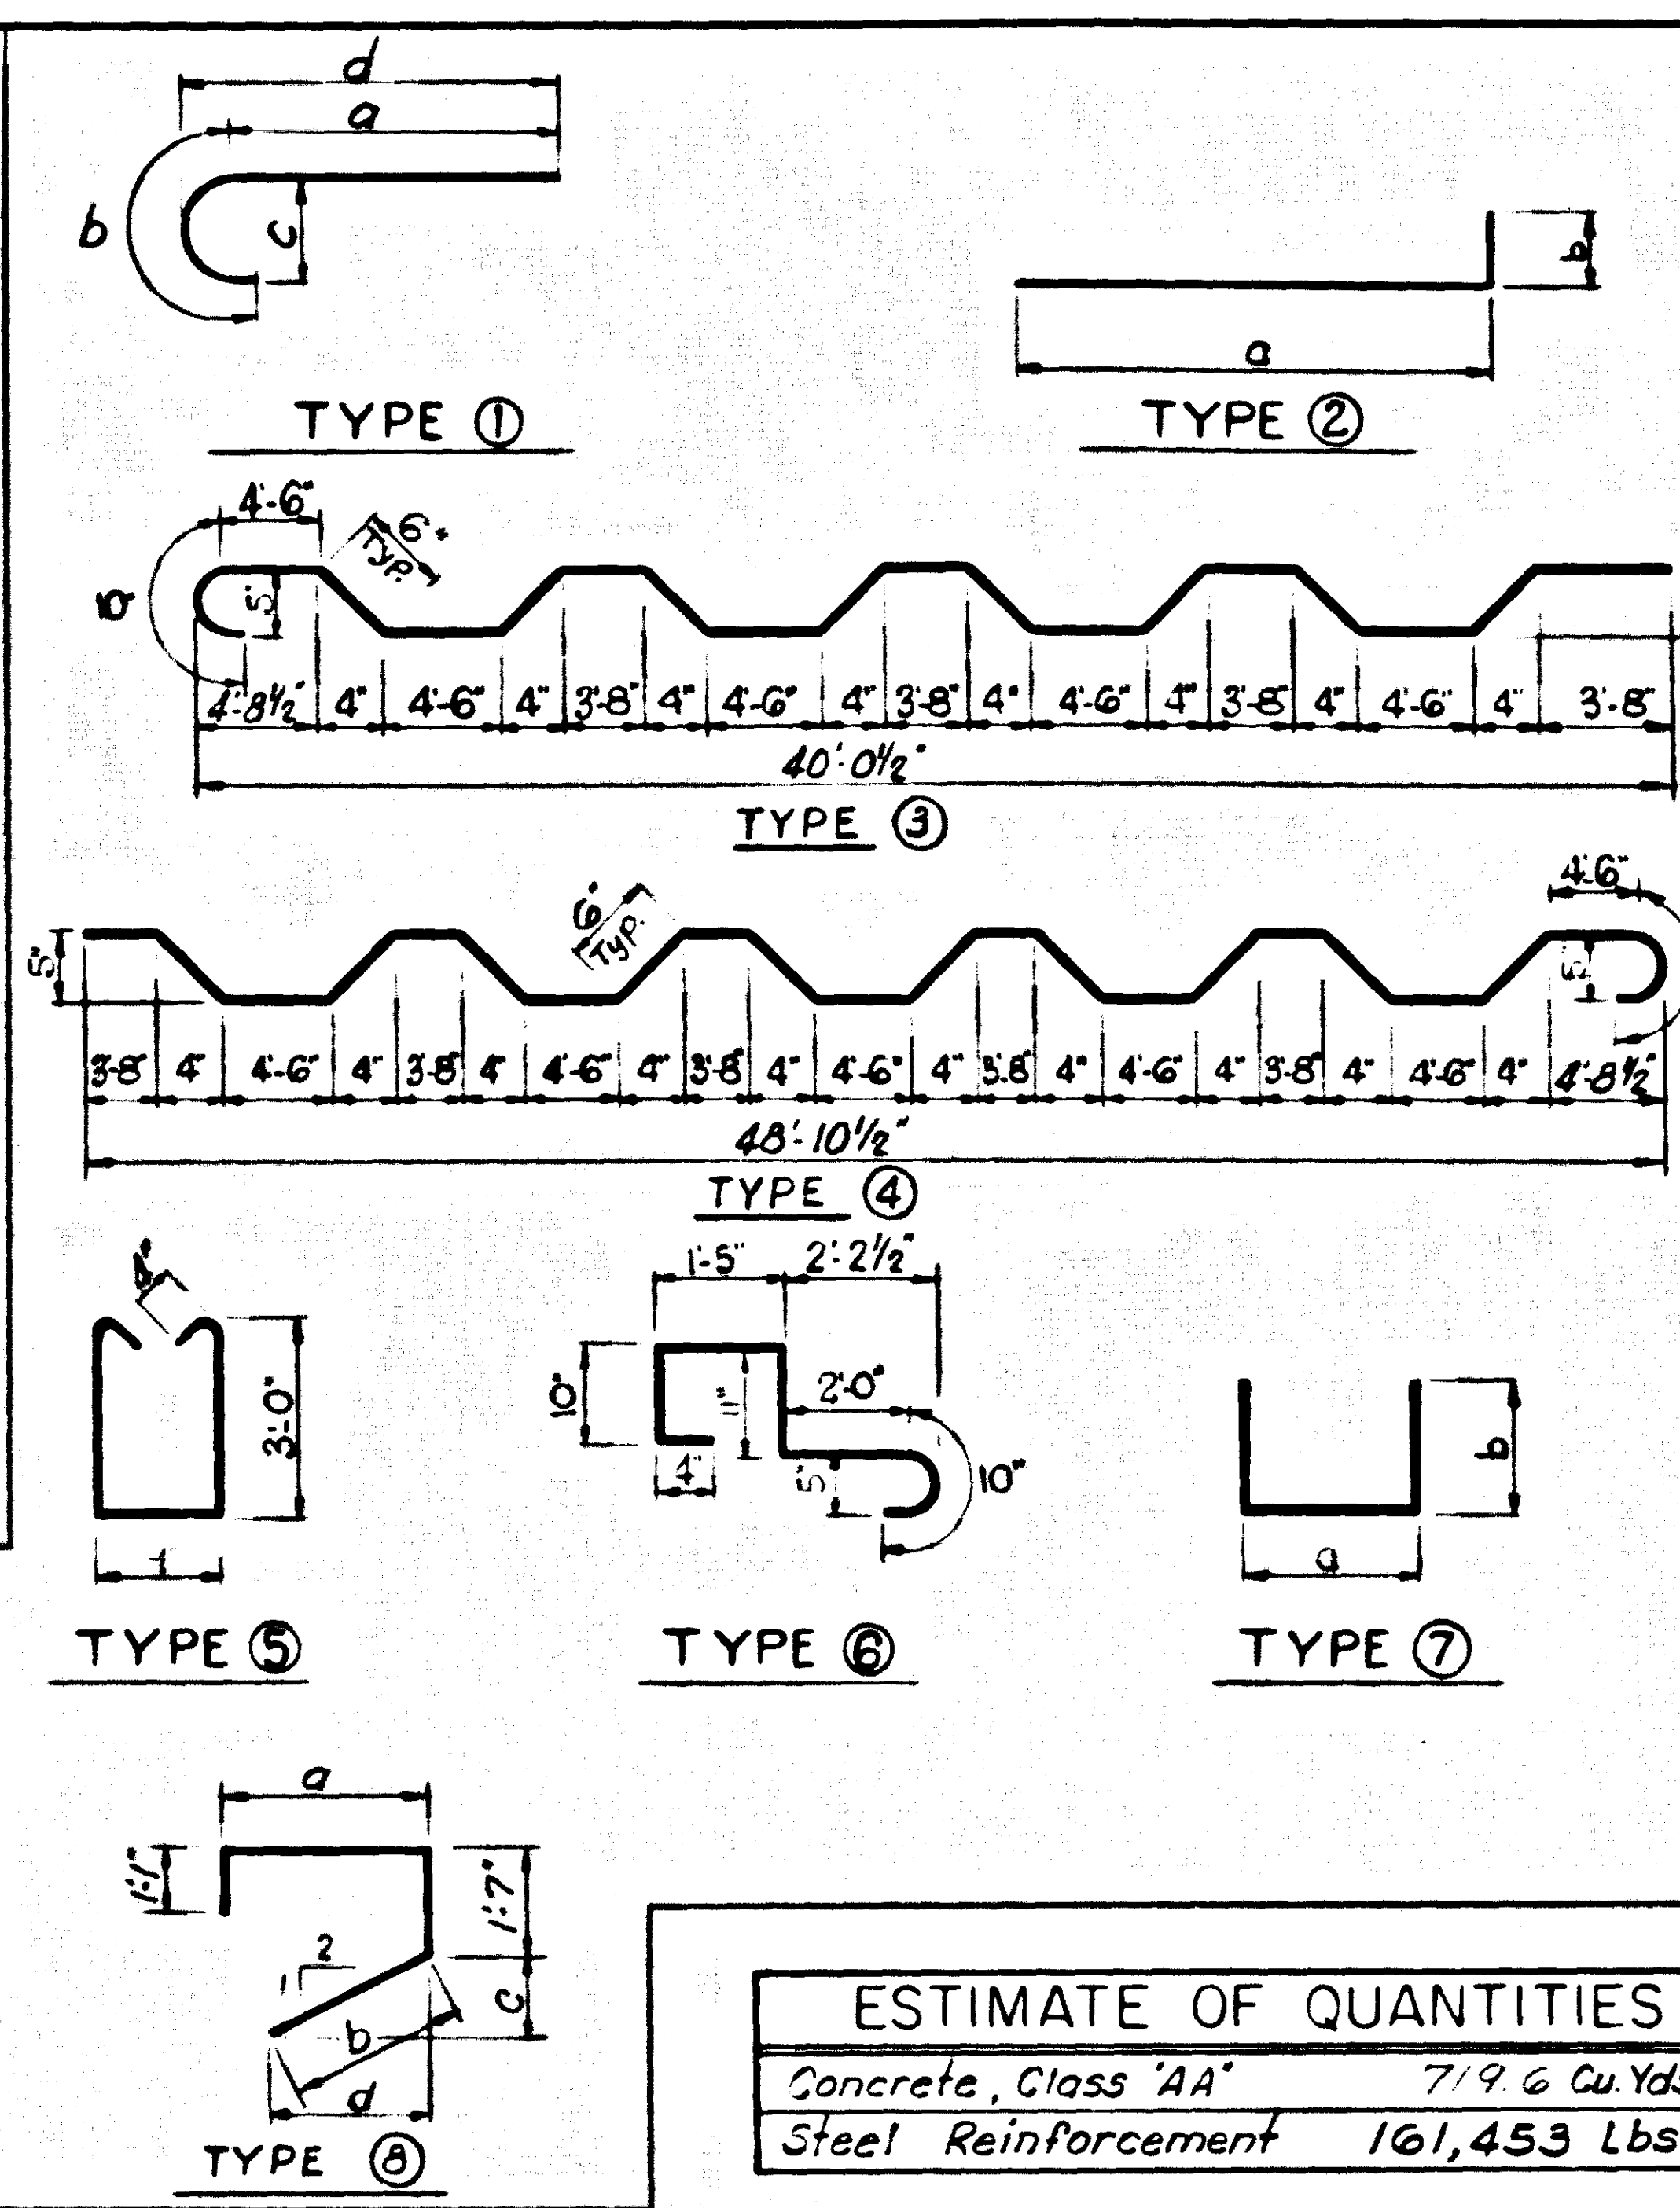 d
a
b
c
TYPE ①
b
a
TYPE ②
4'-6"
6"
Typ.
10"
5"
4'-8½" 4" 4'-6" 4" 3'-8" 4" 4'-6" 4" 3'-8" 4" 4'-6" 4" 3'-8" 4" 4'-6" 4" 3'-8"
40'-0½"
TYPE ③
4'-6"
6"
Typ.
5"
5"
3'-8" 4" 4'-6" 4" 3'-8" 4" 4'-6" 4" 3'-8" 4" 4'-6" 4" 3'-8" 4" 4'-6" 4" 3'-8" 4" 4'-6" 4" 4'-8½"
48'-10½"
TYPE ④
3'-0"
TYPE ⑤
1'-5" 2'-2½"
10"
11"
2'-0"
4"
5"
10"
TYPE ⑥
b
a
TYPE ⑦
a
1'-1"
1'-7"
2
1
c
b
d
TYPE ⑧
ESTIMATE OF QUANTITIES
Concrete, Class "AA" 719.6 Cu. Yds
Steel Reinforcement 161,453 Lbs